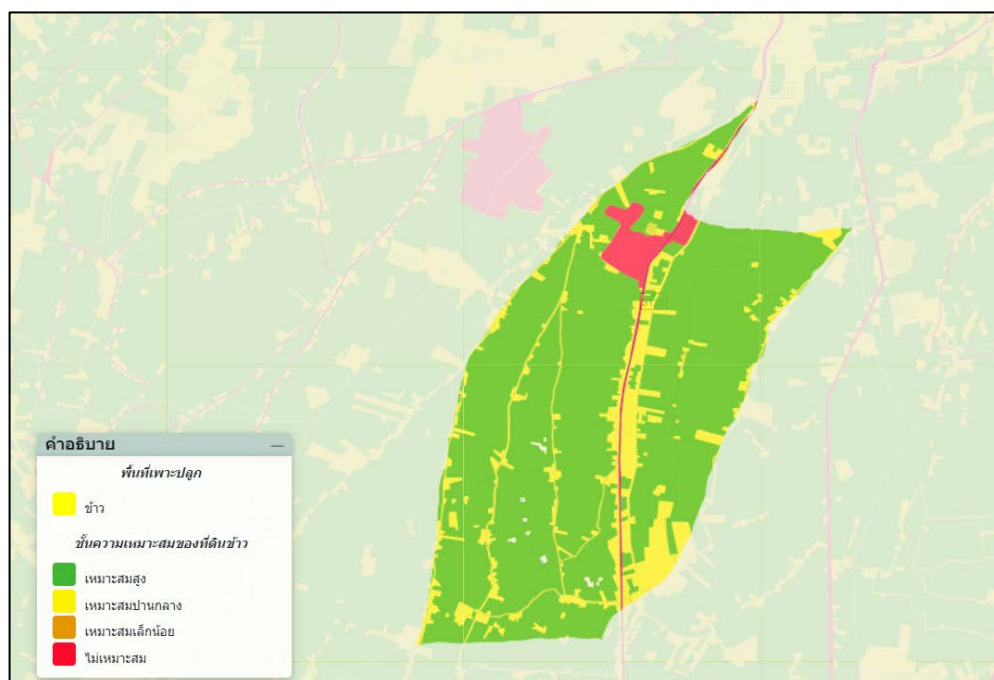 คำอธิบาย
พื้นที่เพาะปลูก
ข้าว
ชั้นความเหมาะสมของที่ดินข้าว
เหมาะสมสูง
เหมาะสมปานกลาง
เหมาะสมเล็กน้อย
ไม่เหมาะสม